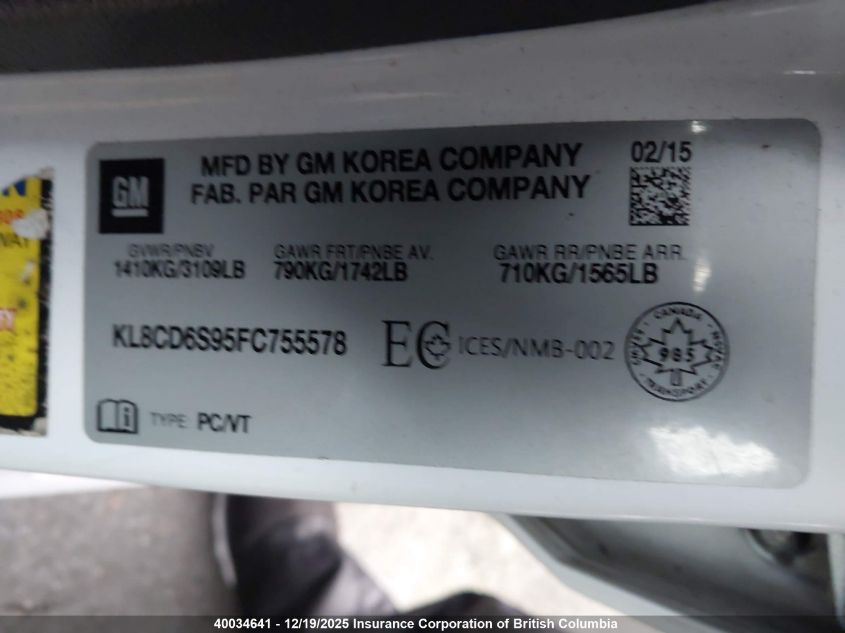 GM
MFD BY GM KOREA COMPANY
FAB. PAR GM KOREA COMPANY
02/15
GVWR/PNBV
1410KG/3109LB
GAWR FRT/PNBE AV.
790KG/1742LB
GAWR RR/PNBE ARR.
710KG/1565LB
KL8CD6S95FC755578
EC ICES/NMB-002
CANADA
985
TRANSPORT
TYPE: PC/VT
40034641 - 12/19/2025 Insurance Corporation of British Columbia